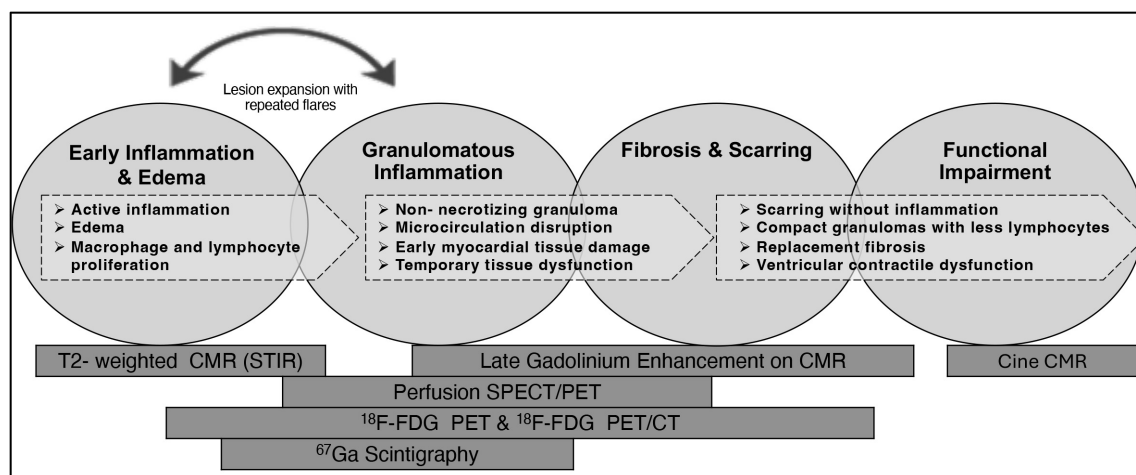 Lesion expansion with
repeated flares
Early Inflammation
& Edema
➢ Active inflammation
➢ Edema
➢ Macrophage and lymphocyte
proliferation
Granulomatous
Inflammation
➢ Non- necrotizing granuloma
➢ Microcirculation disruption
➢ Early myocardial tissue damage
➢ Temporary tissue dysfunction
Fibrosis & Scarring
Functional
Impairment
➢ Scarring without inflammation
➢ Compact granulomas with less lymphocytes
➢ Replacement fibrosis
➢ Ventricular contractile dysfunction
T2- weighted CMR (STIR)
Late Gadolinium Enhancement on CMR
Cine CMR
Perfusion SPECT/PET
¹⁸F-FDG PET & ¹⁸F-FDG PET/CT
⁶⁷Ga Scintigraphy